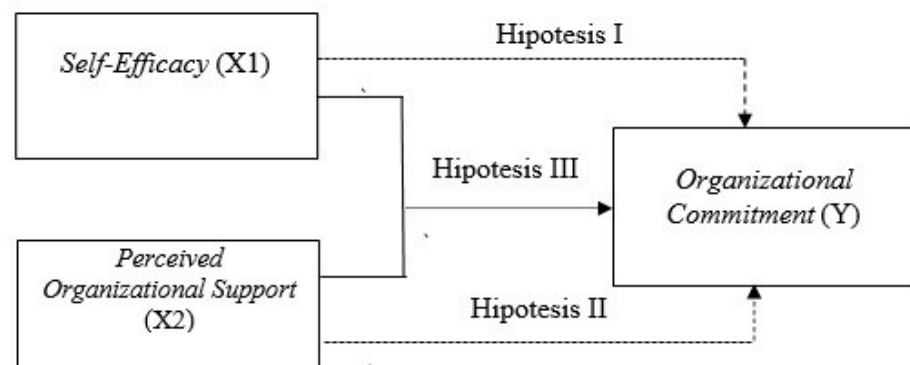 Hipotesis I
Self-Efficacy (X1)
Hipotesis III
Organizational
Commitment (Y)
Perceived
Organizational Support
(X2)
Hipotesis II